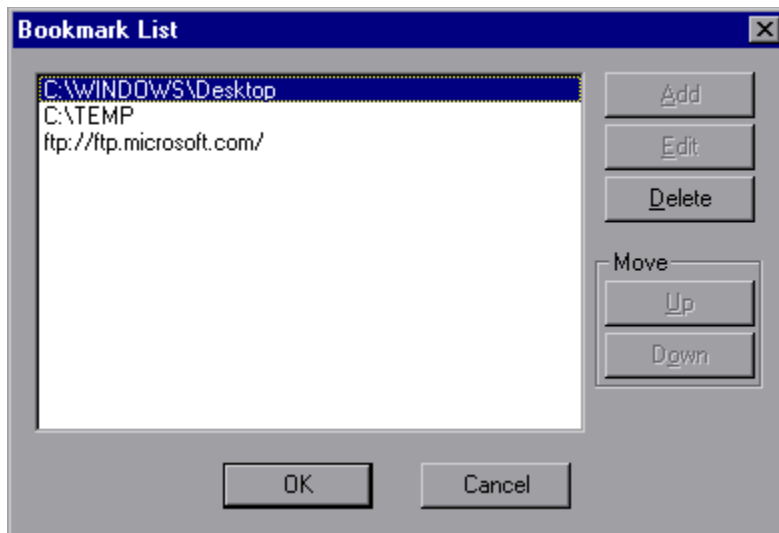 Bookmark List
C:\WINDOWS\Desktop
C:\TEMP
ftp://ftp.microsoft.com/
Add
Edit
Delete
Move
Up
Down
OK
Cancel